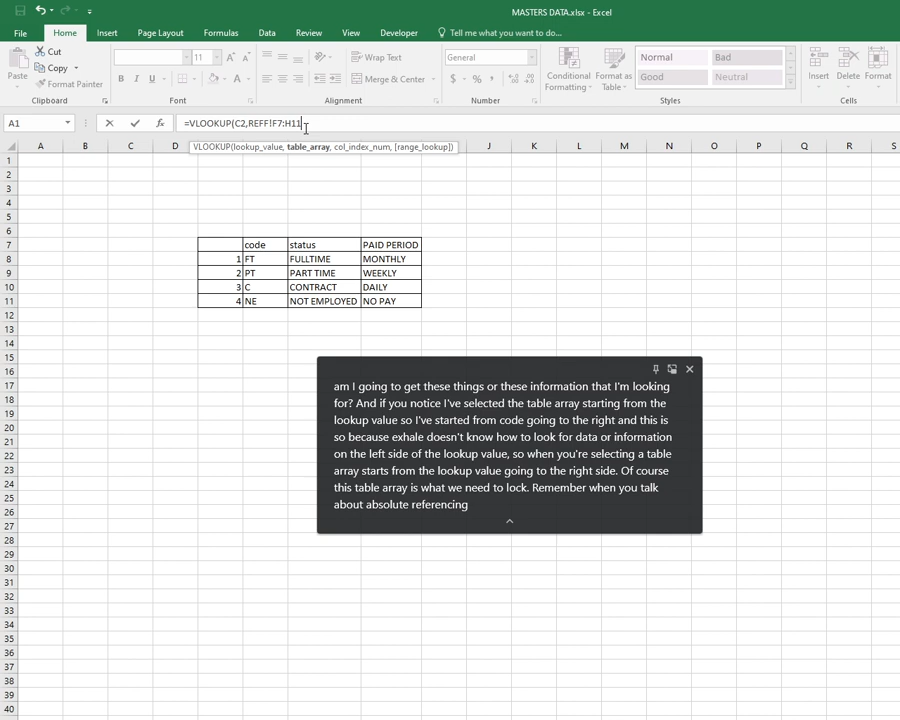 MASTERS DATA.xlsx - Excel
File Home Insert Page Layout Formulas Data Review View Developer Tell me what you want to do...
Cut
Copy
Format Painter
Paste
Clipboard
11
A A
B I U
A
Font
Wrap Text
Merge & Center
Alignment
General
$ % ,
Number
Conditional Formatting
Format as Table
Normal Bad
Good Neutral
Styles
Insert Delete Format
Cells
A1 fx =VLOOKUP(C2,REFF!F7:H11
VLOOKUP(lookup_value, table_array, col_index_num, [range_lookup])
A B C D J K L M N O P Q R S
1
2
3
4
5
6
7 code status PAID PERIOD
8 1 FT FULLTIME MONTHLY
9 2 PT PART TIME WEEKLY
10 3 C CONTRACT DAILY
11 4 NE NOT EMPLOYED NO PAY
12
13
14
15
16
17
18
19
20
21
22
23
24
25
26
27
28
29
30
31
32
33
34
35
36
37
38
39
40
am I going to get these things or these information that I'm looking
for? And if you notice I've selected the table array starting from the
lookup value so I've started from code going to the right and this is
so because exhale doesn't know how to look for data or information
on the left side of the lookup value, so when you're selecting a table
array starts from the lookup value going to the right side. Of course
this table array is what we need to lock. Remember when you talk
about absolute referencing